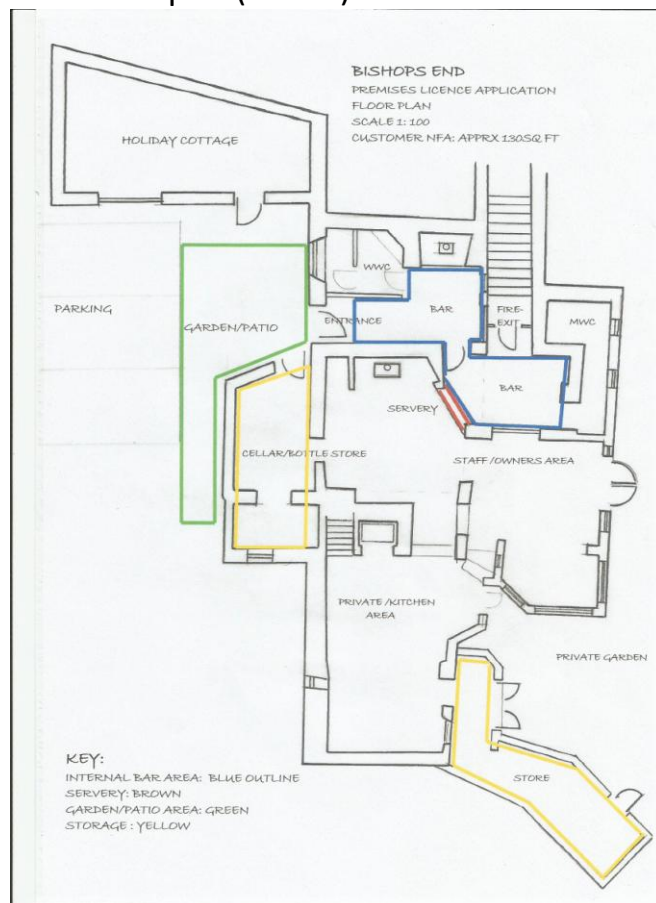 BISHOPS END
PREMISES LICENCE APPLICATION
FLOOR PLAN
SCALE 1: 100
CUSTOMER NFA: APPRX 130SQ FT
HOLIDAY COTTAGE
WWC
PARKING
GARDEN/PATIO
ENTRANCE
BAR
FIRE-
EXIT
MWC
BAR
SERVERY
CELLAR/BOTTLE STORE
STAFF/OWNERS AREA
PRIVATE/KITCHEN
AREA
PRIVATE GARDEN
STORE
KEY:
INTERNAL BAR AREA: BLUE OUTLINE
SERVERY: BROWN
GARDEN/PATIO AREA: GREEN
STORAGE : YELLOW